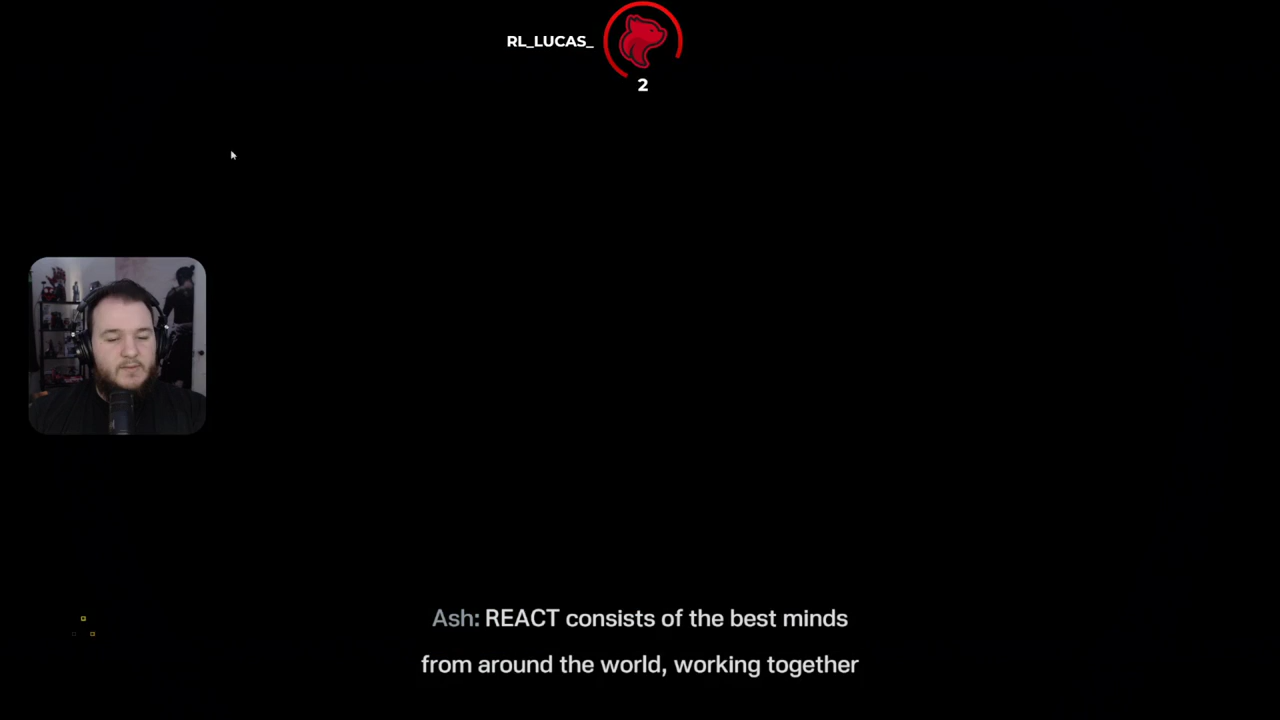 RL_LUCAS_
2
Ash: REACT consists of the best minds
from around the world, working together